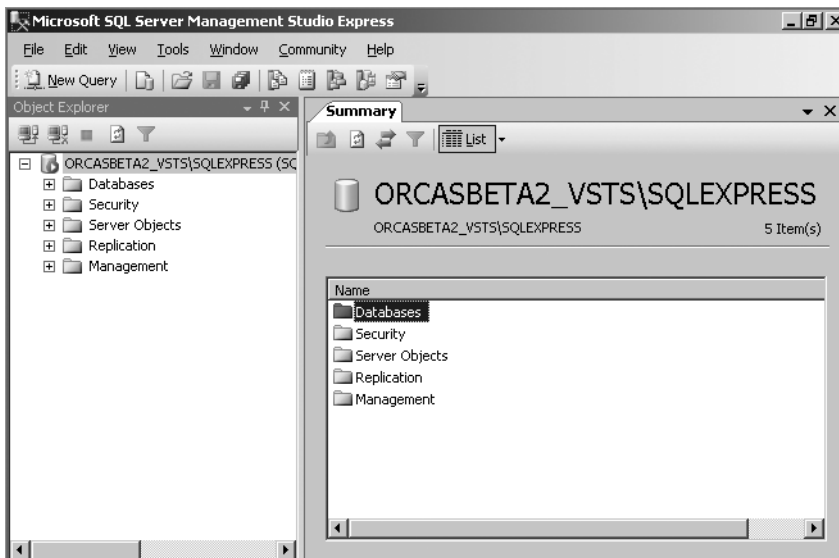 Microsoft SQL Server Management Studio Express
File Edit View Tools Window Community Help
New Query
Object Explorer
ORCASBETA2_VSTS\SQLEXPRESS (SQ
Databases
Security
Server Objects
Replication
Management
Summary
List
ORCASBETA2_VSTS\SQLEXPRESS
ORCASBETA2_VSTS\SQLEXPRESS 5 Item(s)
Name
Databases
Security
Server Objects
Replication
Management